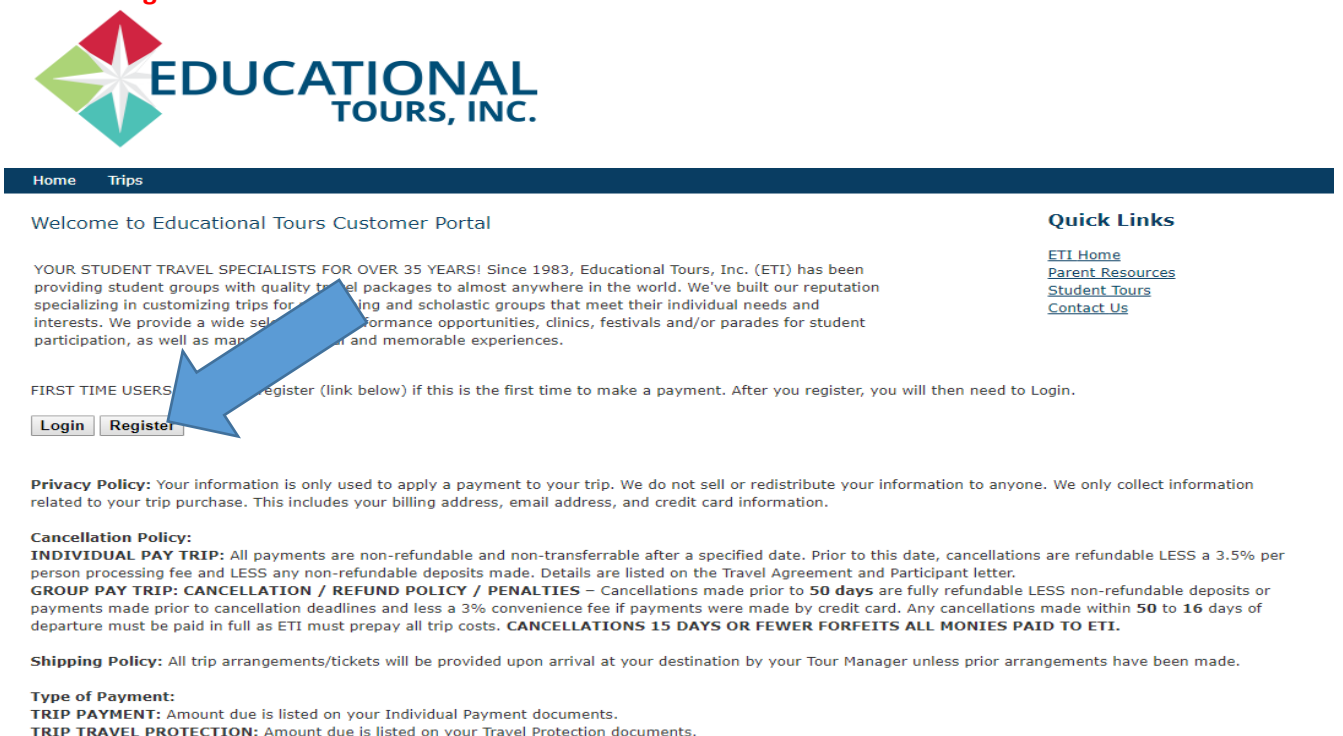 EDUCATIONAL
TOURS, INC.
Home Trips
Welcome to Educational Tours Customer Portal
Quick Links
ETI Home
Parent Resources
Student Tours
Contact Us
YOUR STUDENT TRAVEL SPECIALISTS FOR OVER 35 YEARS! Since 1983, Educational Tours, Inc. (ETI) has been
providing student groups with quality travel packages to almost anywhere in the world. We've built our reputation
specializing in customizing trips for and scholastic groups that meet their individual needs and
interests. We provide a wide opportunities, clinics, festivals and/or parades for student
participation, as well as and memorable experiences.
FIRST TIME USERS register (link below) if this is the first time to make a payment. After you register, you will then need to Login.
Login Register
Privacy Policy: Your information is only used to apply a payment to your trip. We do not sell or redistribute your information to anyone. We only collect information
related to your trip purchase. This includes your billing address, email address, and credit card information.
Cancellation Policy:
INDIVIDUAL PAY TRIP: All payments are non-refundable and non-transferrable after a specified date. Prior to this date, cancellations are refundable LESS a 3.5% per
person processing fee and LESS any non-refundable deposits made. Details are listed on the Travel Agreement and Participant letter.
GROUP PAY TRIP: CANCELLATION / REFUND POLICY / PENALTIES – Cancellations made prior to 50 days are fully refundable LESS non-refundable deposits or
payments made prior to cancellation deadlines and less a 3% convenience fee if payments were made by credit card. Any cancellations made within 50 to 16 days of
departure must be paid in full as ETI must prepay all trip costs. CANCELLATIONS 15 DAYS OR FEWER FORFEITS ALL MONIES PAID TO ETI.
Shipping Policy: All trip arrangements/tickets will be provided upon arrival at your destination by your Tour Manager unless prior arrangements have been made.
Type of Payment:
TRIP PAYMENT: Amount due is listed on your Individual Payment documents.
TRIP TRAVEL PROTECTION: Amount due is listed on your Travel Protection documents.